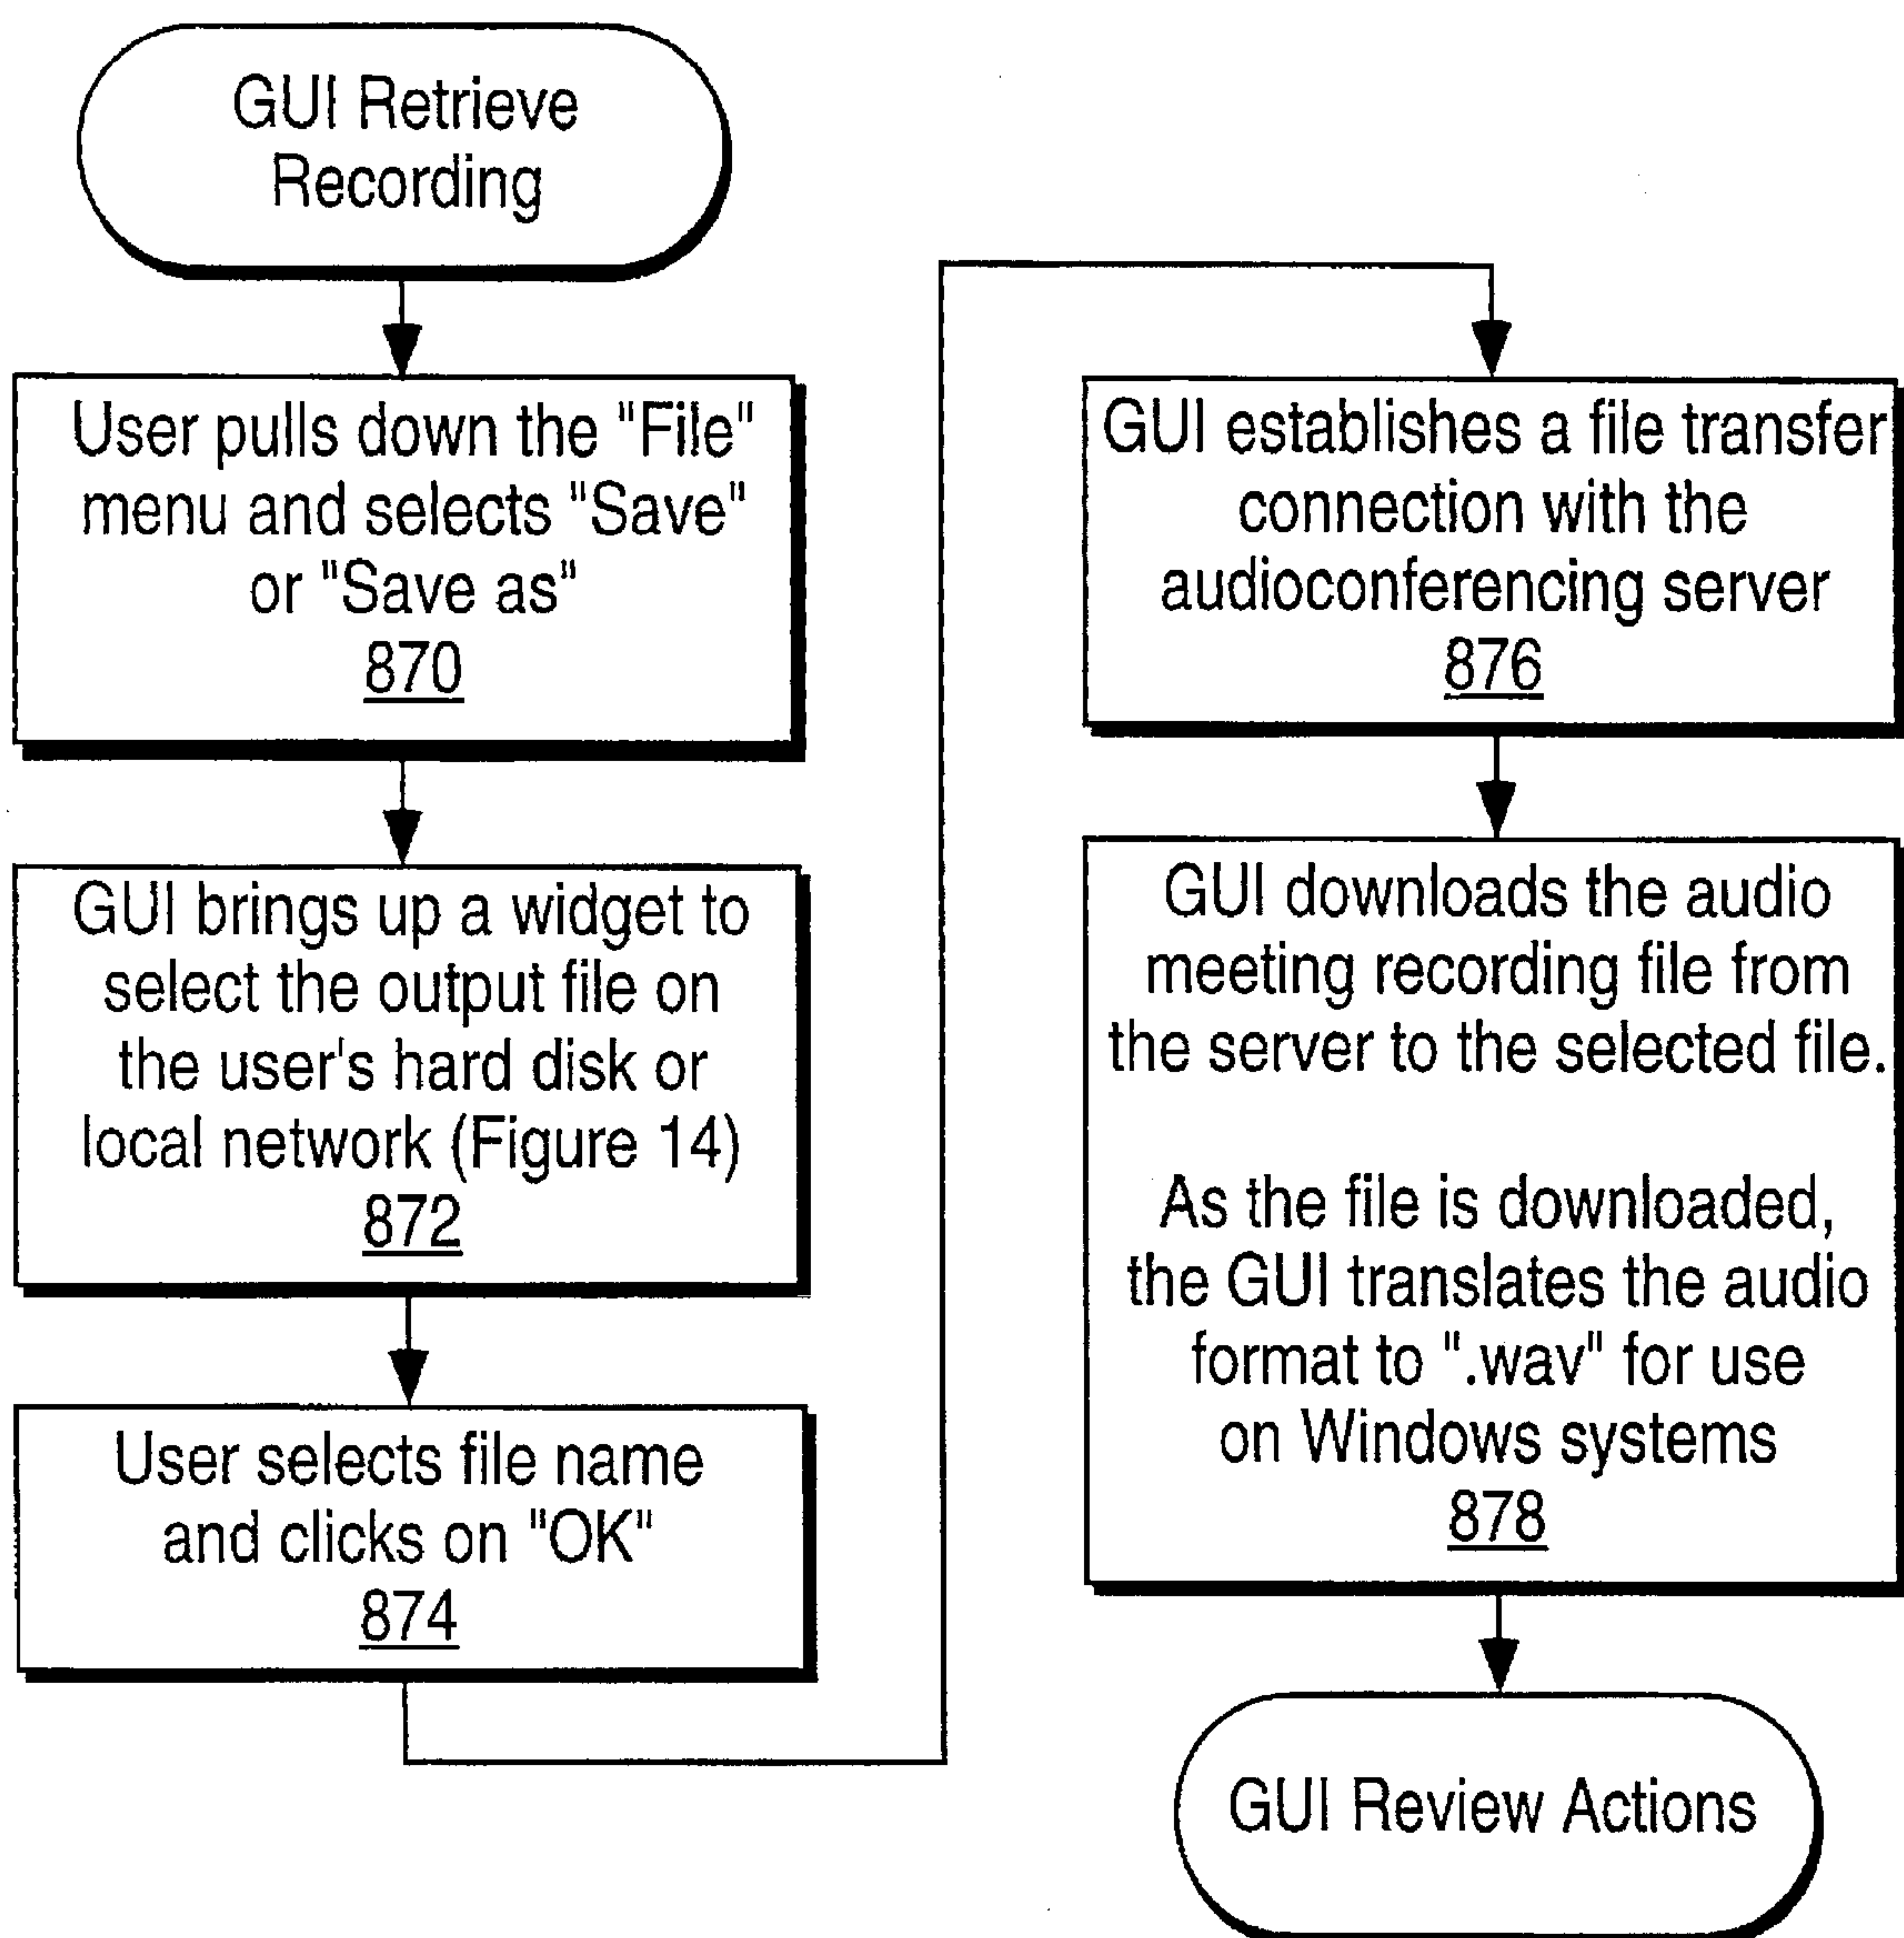 GUI Retrieve
Recording
User pulls down the "File"
menu and selects "Save"
or "Save as"
870
GUI brings up a widget to
select the output file on
the user's hard disk or
local network (Figure 14)
872
User selects file name
and clicks on "OK"
874
GUI establishes a file transfer
connection with the
audioconferencing server
876
GUI downloads the audio
meeting recording file from
the server to the selected file.
As the file is downloaded,
the GUI translates the audio
format to ".wav" for use
on Windows systems
878
GUI Review Actions